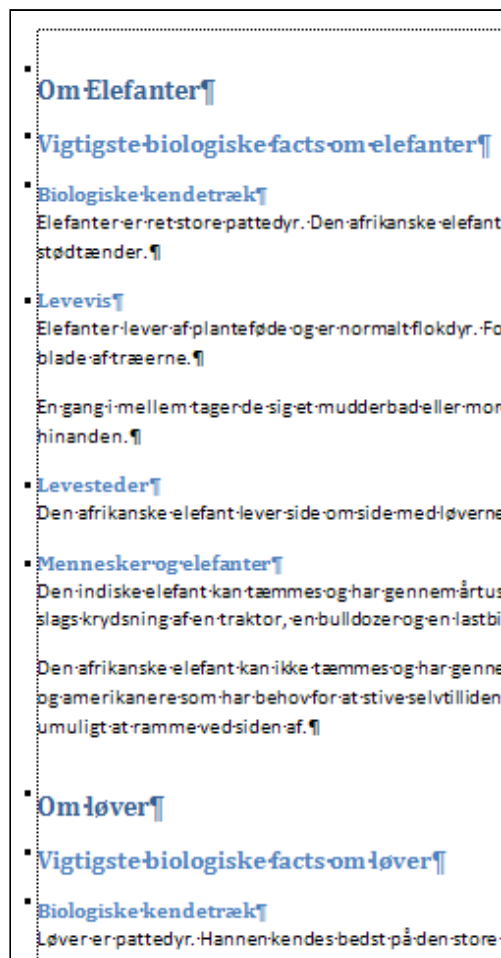 Om Elefanter¶
Vigtigste biologiske facts om elefanter¶
Biologiske kendetræk¶
Elefanter er ret store pattedyr. Den afrikanske elefant
stødtænder.¶
Levevis¶
Elefanter lever af planteføde og er normalt flokdyr. Fo
blade af træerne.¶
En gang i mellem tager de sig et mudderbad eller mor
hinanden.¶
Levesteder¶
Den afrikanske elefant lever side om side med løverne
Mennesker og elefanter¶
Den indiske elefant kan tæmmes og har gennem årtus
slags krydsning af en traktor, en bulldozer og en lastbi
Den afrikanske elefant kan ikke tæmmes og har genne
og amerikanere som har behov for at stive selvtilliden
umuligt at ramme ved siden af.¶
Om løver¶
Vigtigste biologiske facts om løver¶
Biologiske kendetræk¶
Løver er pattedyr. Hannen kendes bedst på den store